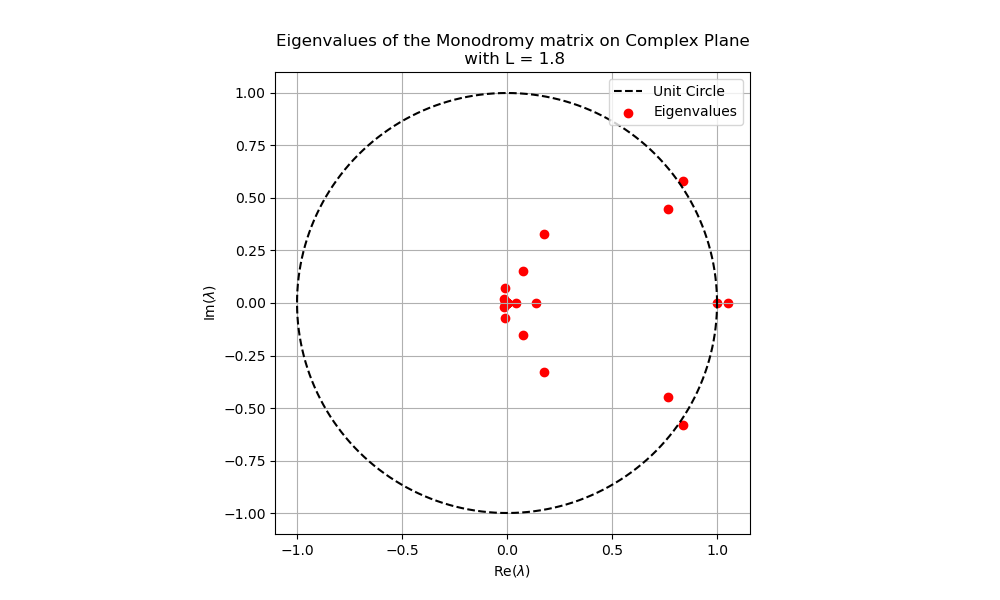 Eigenvalues of the Monodromy matrix on Complex Plane
with L = 1.8
Unit Circle
Eigenvalues
1.00
0.75
0.50
0.25
0.00
−0.25
−0.50
−0.75
−1.00
Im(λ)
−1.0 −0.5 0.0 0.5 1.0
Re(λ)